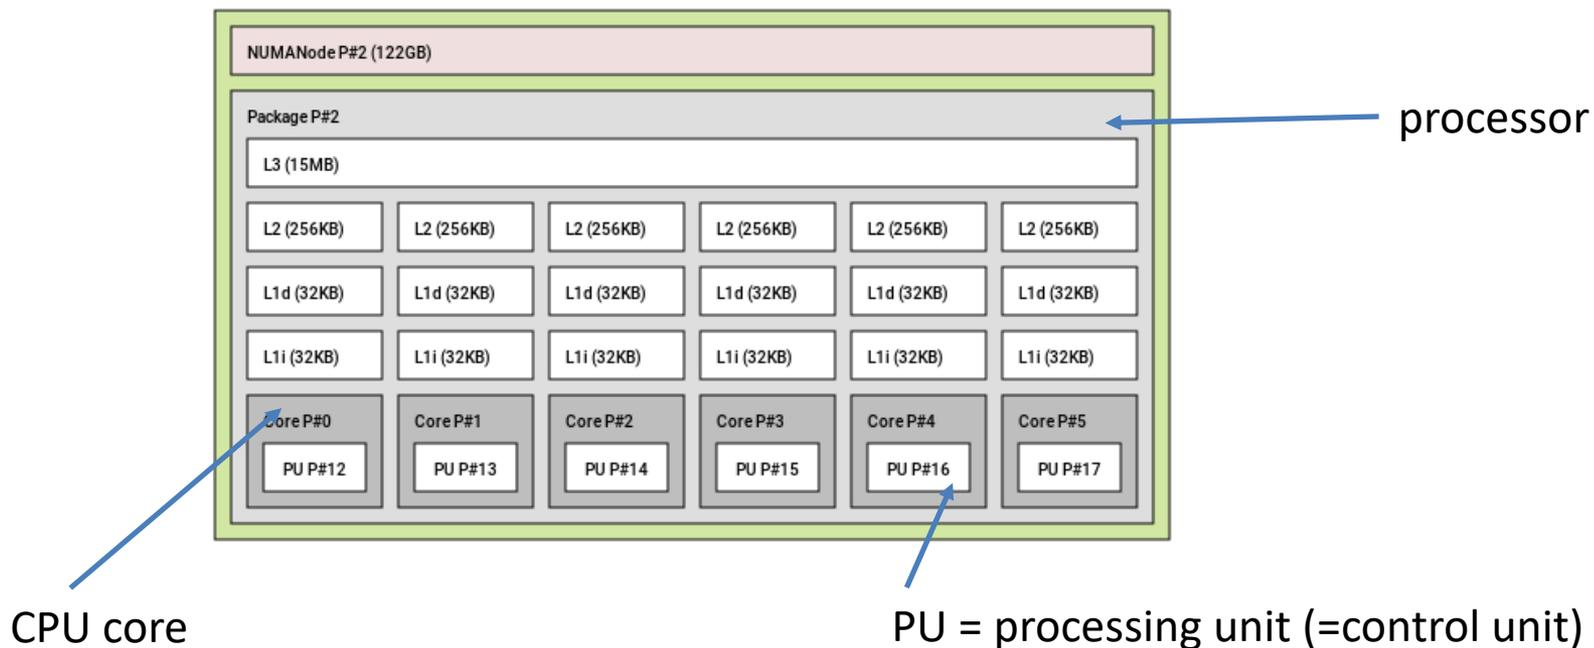 NUMANode P#2 (122GB)
Package P#2
processor
L3 (15MB)
L2 (256KB) L2 (256KB) L2 (256KB) L2 (256KB) L2 (256KB) L2 (256KB)
L1d (32KB) L1d (32KB) L1d (32KB) L1d (32KB) L1d (32KB) L1d (32KB)
L1i (32KB) L1i (32KB) L1i (32KB) L1i (32KB) L1i (32KB) L1i (32KB)
Core P#0 Core P#1 Core P#2 Core P#3 Core P#4 Core P#5
PU P#12 PU P#13 PU P#14 PU P#15 PU P#16 PU P#17
CPU core
PU = processing unit (=control unit)